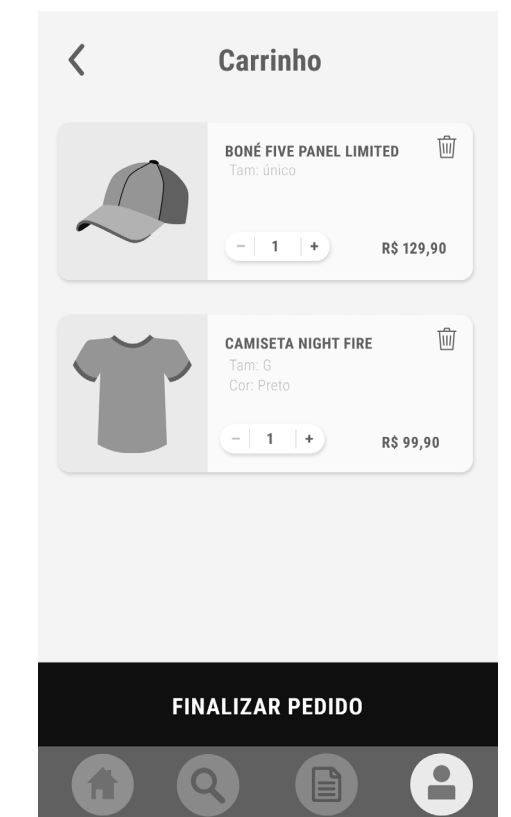 Carrinho
BONÉ FIVE PANEL LIMITED
Tam: único
− 1 +
R$ 129,90
CAMISETA NIGHT FIRE
Tam: G
Cor: Preto
− 1 +
R$ 99,90
FINALIZAR PEDIDO